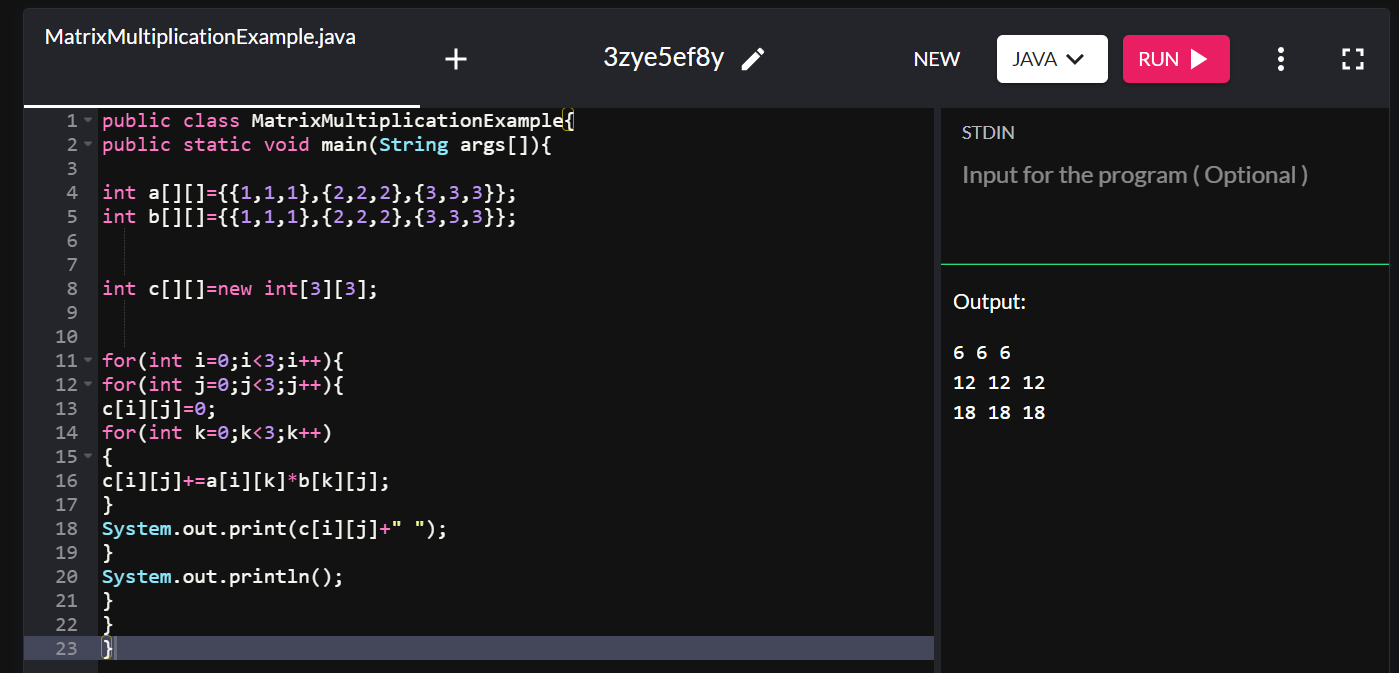 MatrixMultiplicationExample.java
+
3zye5ef8y
NEW
JAVA
RUN
1 public class MatrixMultiplicationExample{
2 public static void main(String args[]){
3
4 int a[][]={{1,1,1},{2,2,2},{3,3,3}};
5 int b[][]={{1,1,1},{2,2,2},{3,3,3}};
6
7
8 int c[][]=new int[3][3];
9
10
11 for(int i=0;i<3;i++){
12 for(int j=0;j<3;j++){
13 c[i][j]=0;
14 for(int k=0;k<3;k++)
15 {
16 c[i][j]+=a[i][k]*b[k][j];
17 }
18 System.out.print(c[i][j]+" ");
19 }
20 System.out.println();
21 }
22 }
23 }
STDIN
Input for the program ( Optional )
Output:
6 6 6
12 12 12
18 18 18